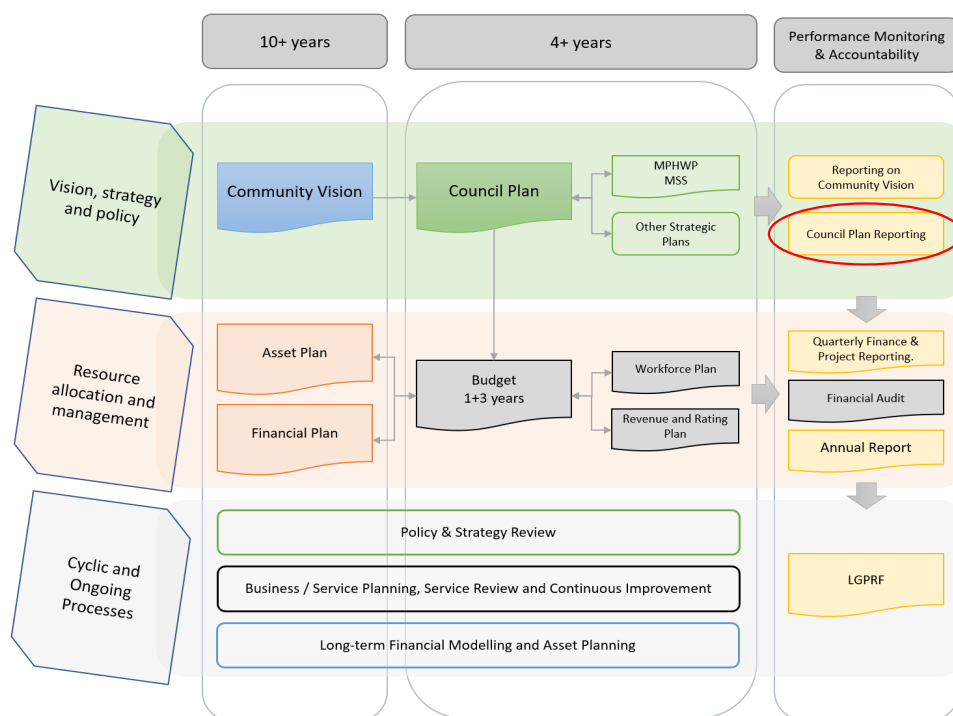 10+ years
4+ years
Performance Monitoring
& Accountability
Vision, strategy
and policy
Community Vision
Council Plan
MPHWP
MSS
Other Strategic
Plans
Reporting on
Community Vision
Council Plan Reporting
Resource
allocation and
management
Asset Plan
Financial Plan
Budget
1+3 years
Workforce Plan
Revenue and Rating
Plan
Quarterly Finance &
Project Reporting.
Financial Audit
Annual Report
Cyclic and
Ongoing
Processes
Policy & Strategy Review
Business / Service Planning, Service Review and Continuous Improvement
Long-term Financial Modelling and Asset Planning
LGPRF